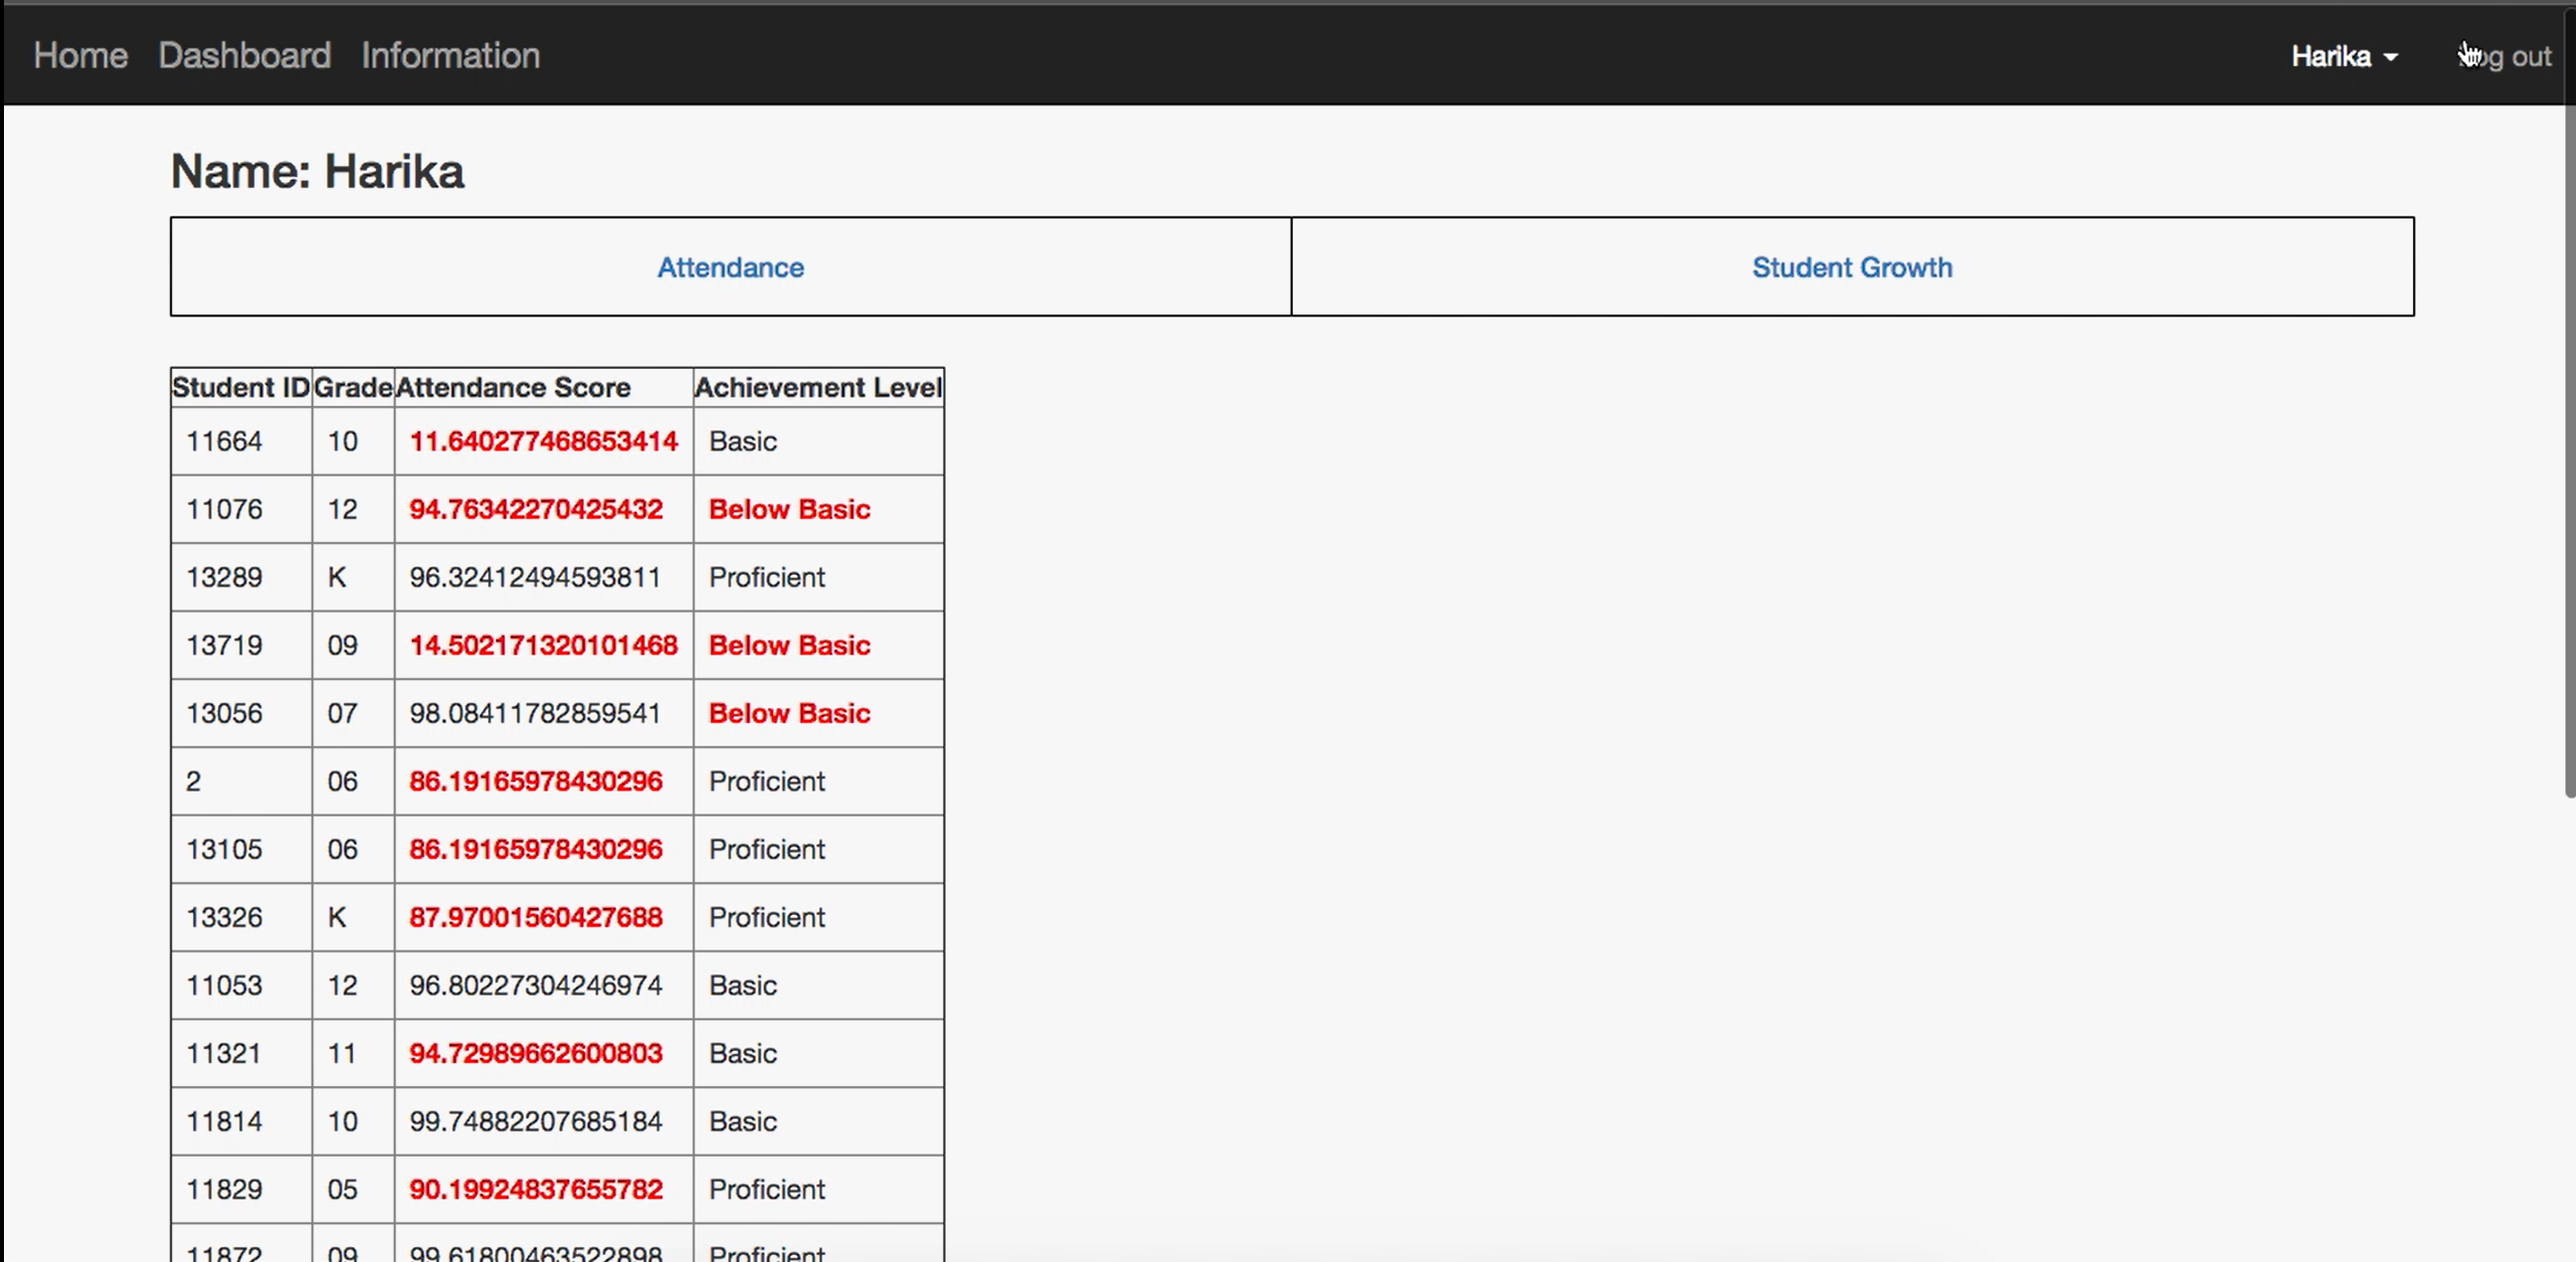 Home Dashboard Information Harika og out
Name: Harika
Attendance Student Growth
Student ID Grade Attendance Score Achievement Level
11664 10 11.640277468653414 Basic
11076 12 94.76342270425432 Below Basic
13289 K 96.32412494593811 Proficient
13719 09 14.502171320101468 Below Basic
13056 07 98.08411782859541 Below Basic
2 06 86.19165978430296 Proficient
13105 06 86.19165978430296 Proficient
13326 K 87.97001560427688 Proficient
11053 12 96.80227304246974 Basic
11321 11 94.72989662600803 Basic
11814 10 99.74882207685184 Basic
11829 05 90.19924837655782 Proficient
11872 09 99.61800463522898 Proficient